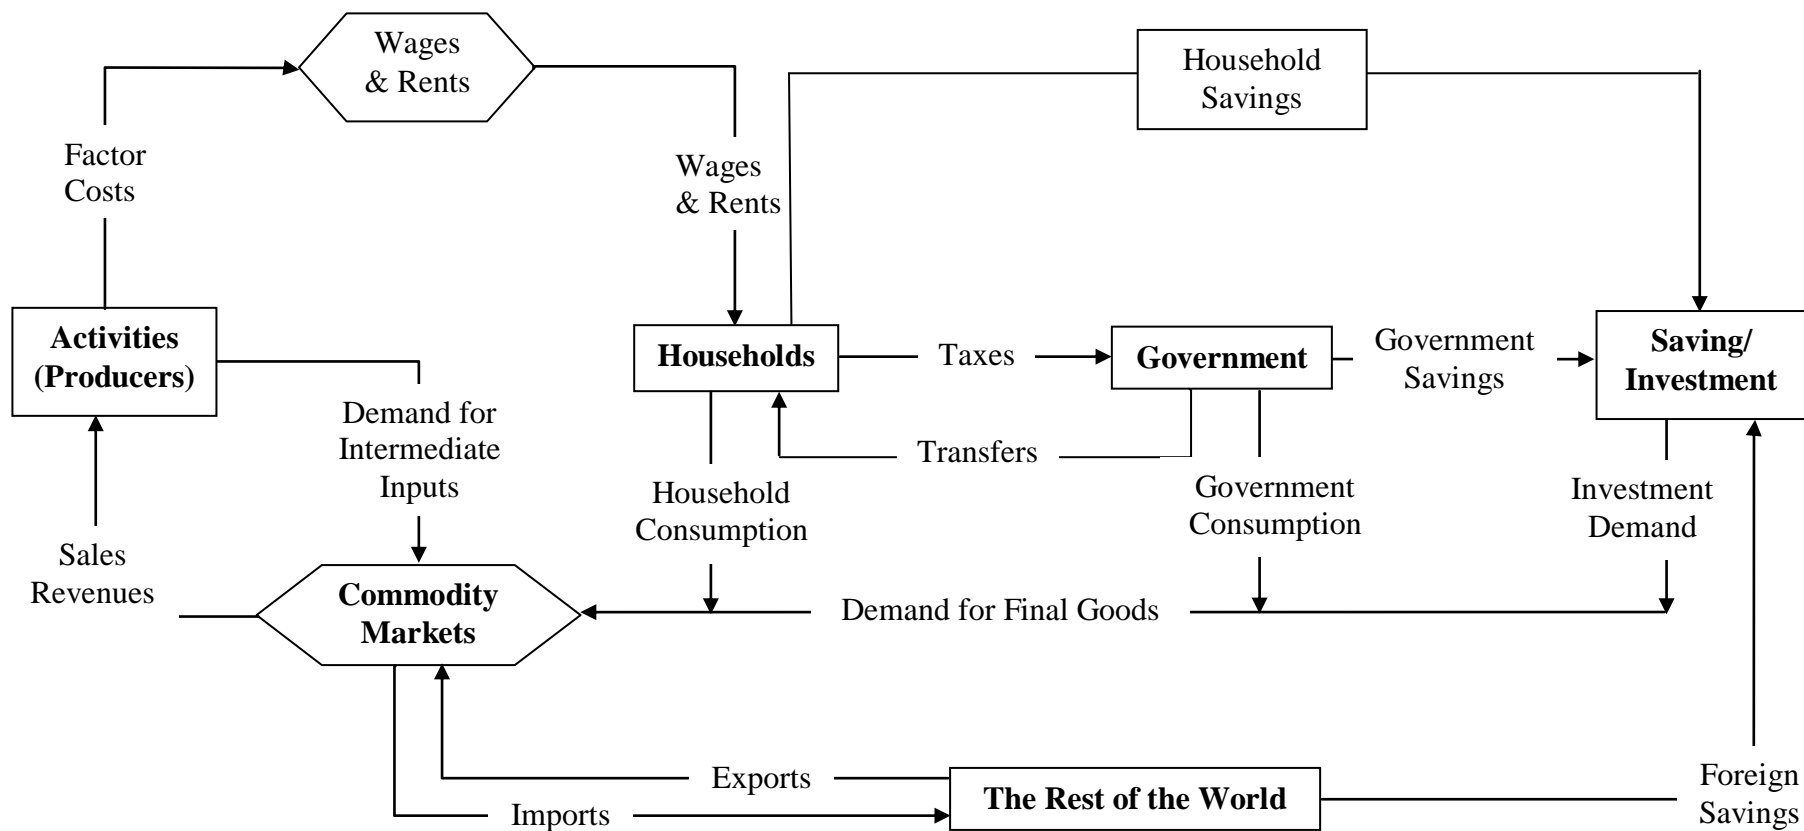 Wages
& Rents
Household
Savings
Factor
Costs
Wages
& Rents
Activities
(Producers)
Households
Taxes
Government
Government
Savings
Saving/
Investment
Demand for
Intermediate
Inputs
Transfers
Household
Consumption
Government
Consumption
Investment
Demand
Sales
Revenues
Commodity
Markets
Demand for Final Goods
Exports
The Rest of the World
Foreign
Savings
Imports